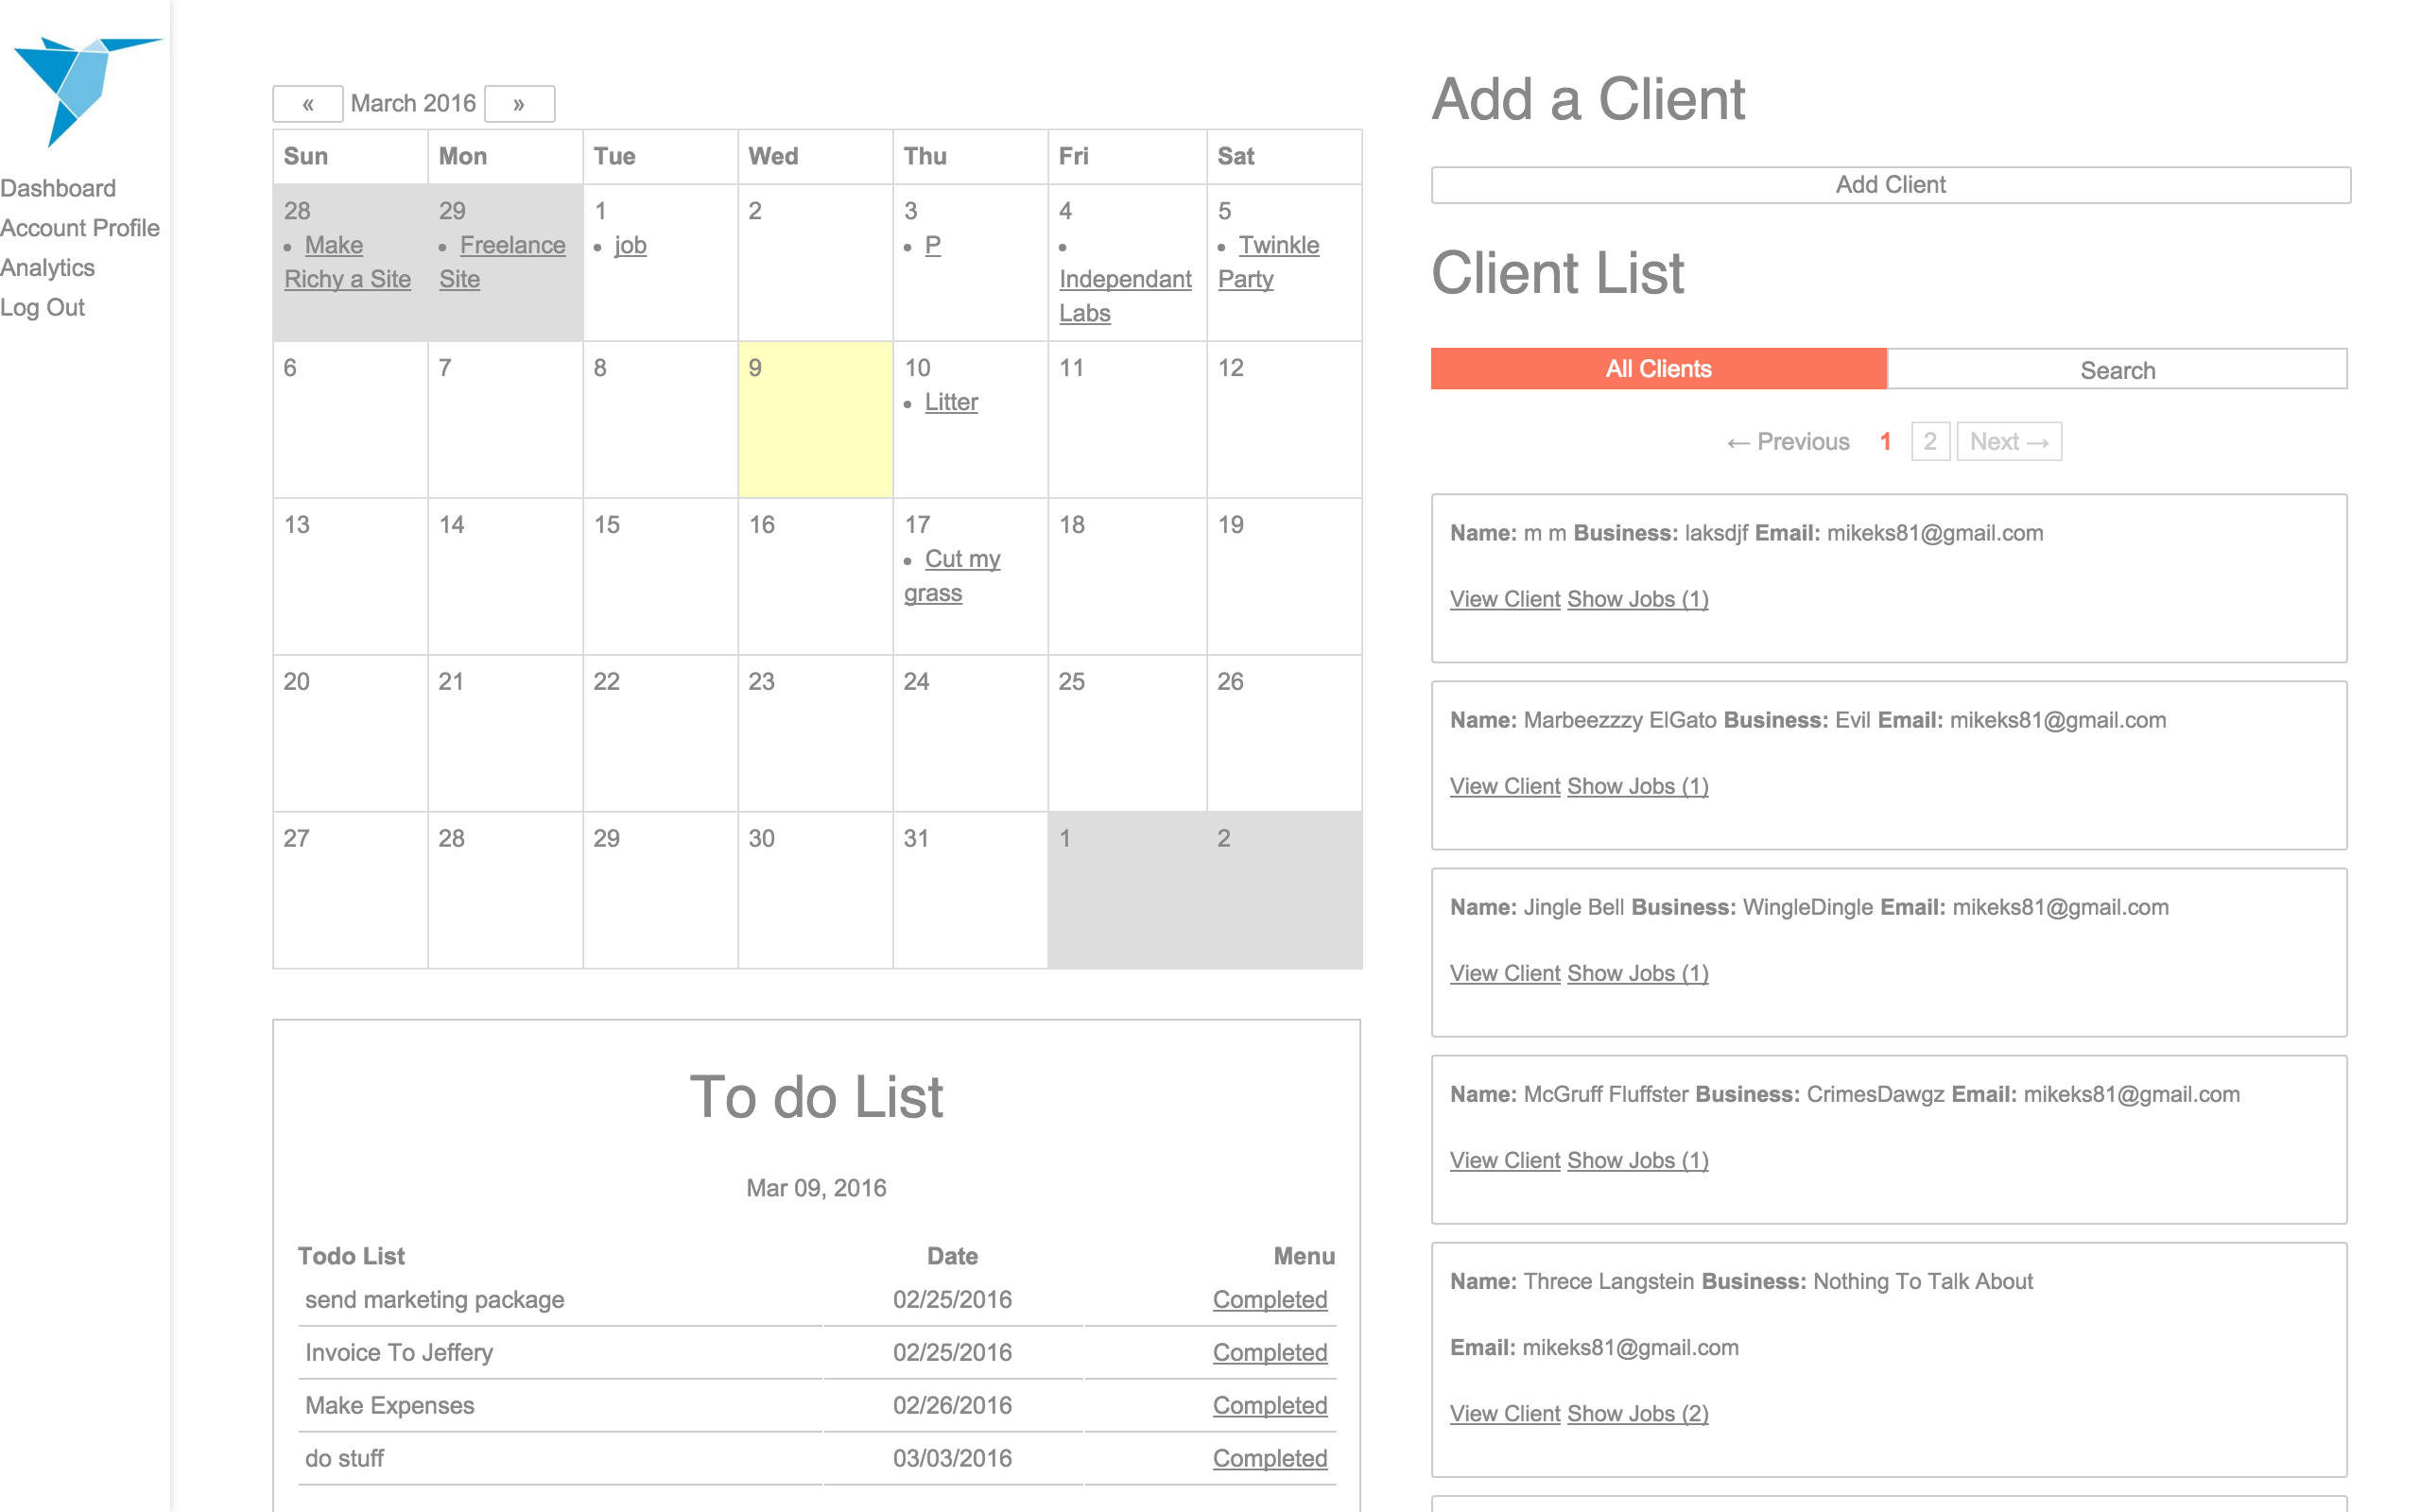 Dashboard
Account Profile
Analytics
Log Out
« March 2016 »
Sun Mon Tue Wed Thu Fri Sat
28 29 1 2 3 4 5
• Make Richy a Site
• Freelance Site
• job
• P
• Independant Labs
• Twinkle Party
6 7 8 9 10 11 12
• Litter
13 14 15 16 17 18 19
• Cut my
grass
20 21 22 23 24 25 26
27 28 29 30 31 1 2
To do List
Mar 09, 2016
Todo List Date Menu
send marketing package 02/25/2016 Completed
Invoice To Jeffery 02/25/2016 Completed
Make Expenses 02/26/2016 Completed
do stuff 03/03/2016 Completed
Add a Client
Add Client
Client List
All Clients Search
← Previous 1 2 Next →
Name: m m Business: laksdjf Email: mikeks81@gmail.com
View Client Show Jobs (1)
Name: Marbeezzzy ElGato Business: Evil Email: mikeks81@gmail.com
View Client Show Jobs (1)
Name: Jingle Bell Business: WingleDingle Email: mikeks81@gmail.com
View Client Show Jobs (1)
Name: McGruff Fluffster Business: CrimesDawgz Email: mikeks81@gmail.com
View Client Show Jobs (1)
Name: Threce Langstein Business: Nothing To Talk About
Email: mikeks81@gmail.com
View Client Show Jobs (2)